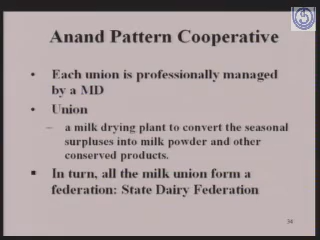 Anand Pattern Cooperative
• Each union is professionally managed
by a MD
• Union
– a milk drying plant to convert the seasonal
surpluses into milk powder and other
conserved products.
▪ In turn, all the milk union form a
federation: State Dairy Federation